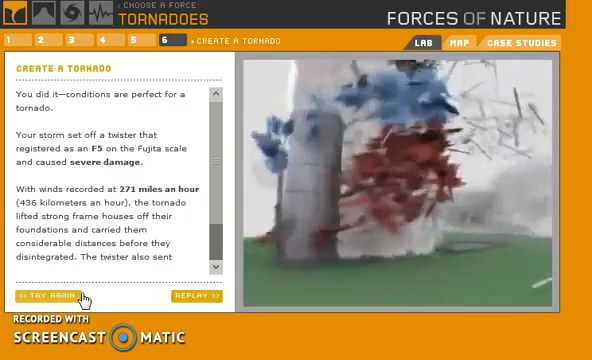 ‹ CHOOSE A FORCE
TORNADOES
FORCES OF NATURE
1 2 3 4 5 6 › CREATE A TORNADO
LAB MAP CASE STUDIES
CREATE A TORNADO
You did it—conditions are perfect for a
tornado.
Your storm set off a twister that
registered as an F5 on the Fujita scale
and caused severe damage.
With winds recorded at 271 miles an hour
(436 kilometers an hour), the tornado
lifted strong frame houses off their
foundations and carried them
considerable distances before they
disintegrated. The twister also sent
<< TRY AGAIN
REPLAY >>
RECORDED WITH
SCREENCAST MATIC